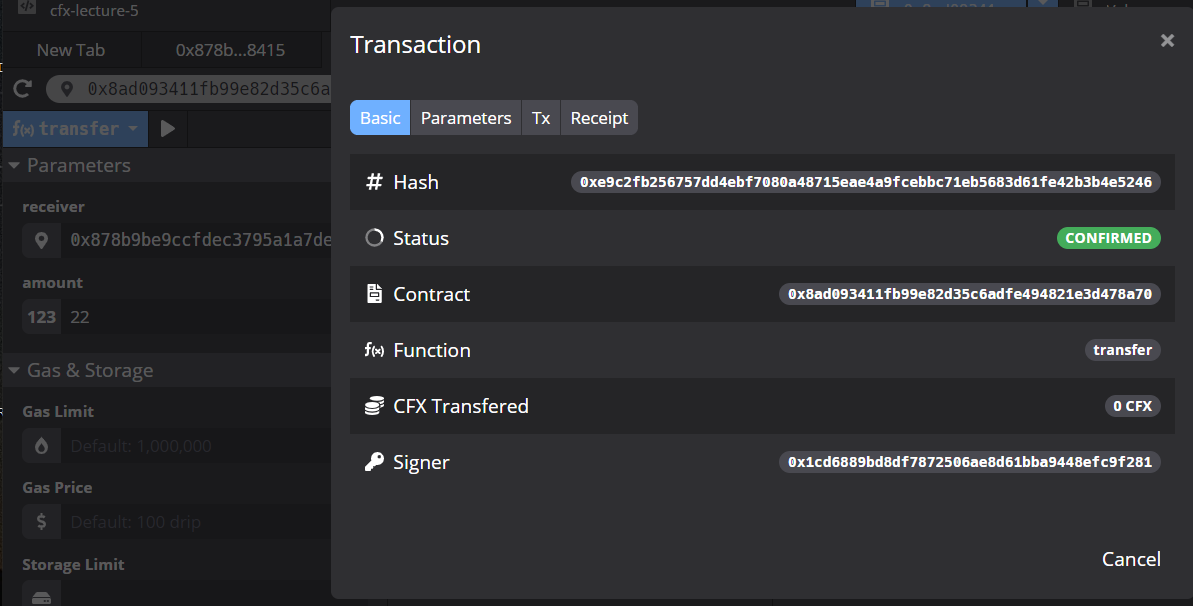 cfx-lecture-5
New Tab
0x878b...8415
0x8ad093411fb99e82d35c6a
f(x) transfer
Parameters
receiver
0x878b9be9ccfdec3795a1a7de
amount
123 22
Gas & Storage
Gas Limit
Default: 1,000,000
Gas Price
$ Default: 100 drip
Storage Limit
Transaction
×
Basic Parameters Tx Receipt
# Hash 0xe9c2fb256757dd4ebf7080a48715eae4a9fcebbc71eb5683d61fe42b3b4e5246
Status CONFIRMED
Contract 0x8ad093411fb99e82d35c6adfe494821e3d478a70
f(x) Function transfer
CFX Transfered 0 CFX
Signer 0x1cd6889bd8df7872506ae8d61bba9448efc9f281
Cancel